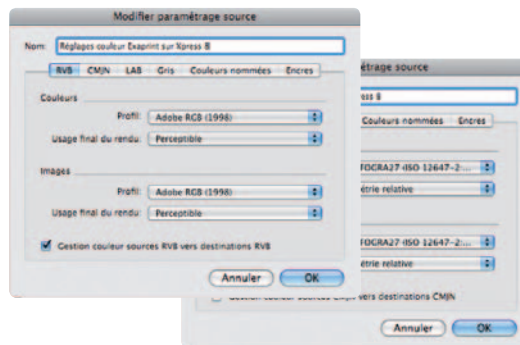 Modifier paramétrage source
Nom: Réglages couleur Exaprint sur Xpress 8
RVB CMJN LAB Gris Couleurs nommées Encres
Couleurs
Profil: Adobe RGB (1998)
Usage final du rendu: Perceptible
Images
Profil: Adobe RGB (1998)
Usage final du rendu: Perceptible
Gestion couleur sources RVB vers destinations RVB
Annuler OK
étrage source
ress 8
Couleurs nommées Encres
FOGRA27 (ISO 12647-2:...
étrie relative
FOGRA27 (ISO 12647-2:...
étrie relative
vers destinations CMJN
Annuler OK